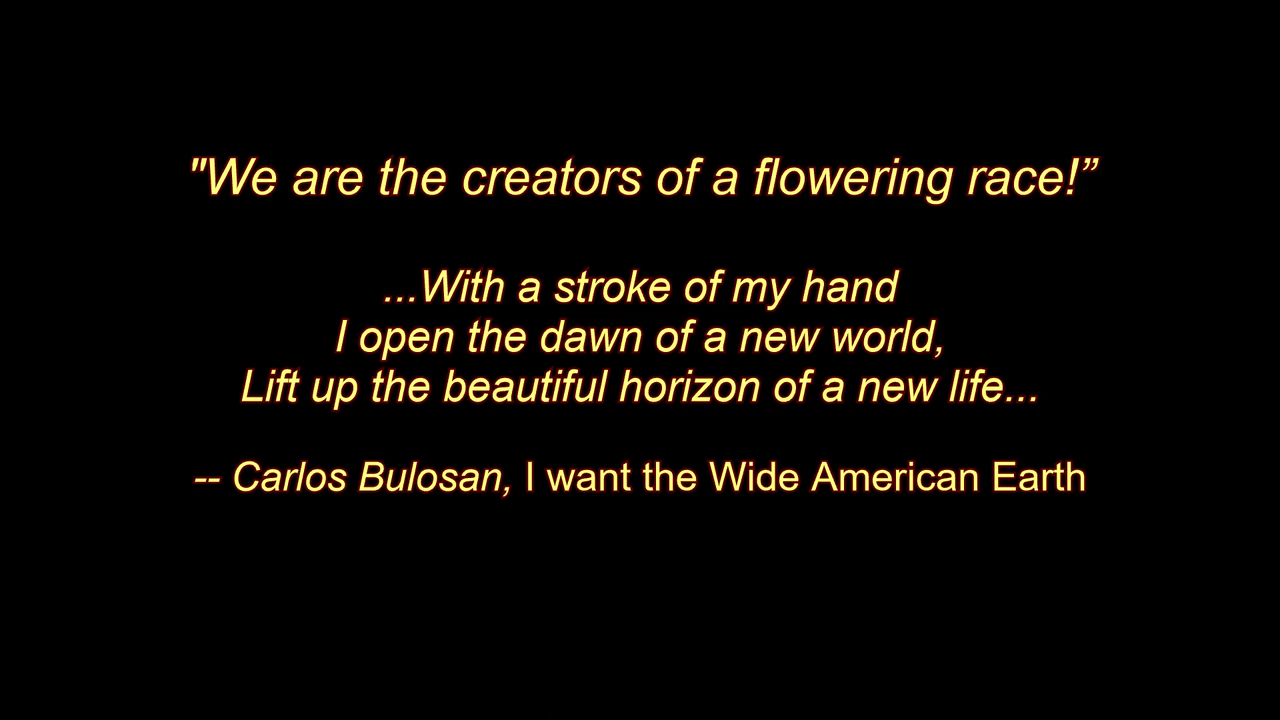 "We are the creators of a flowering race!”
...With a stroke of my hand
I open the dawn of a new world,
Lift up the beautiful horizon of a new life...
-- Carlos Bulosan, I want the Wide American Earth